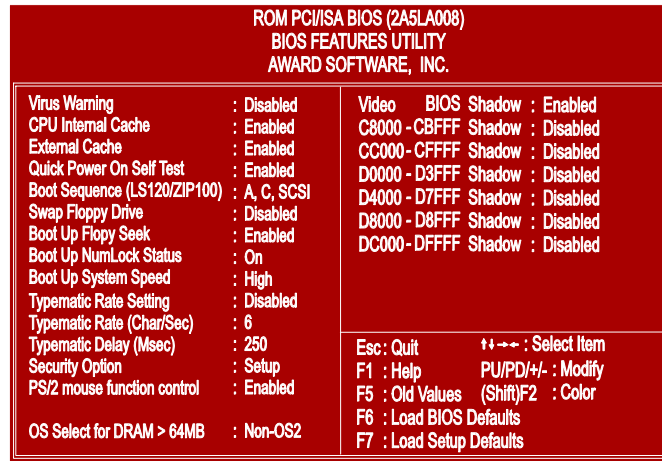 ROM PCI/ISA BIOS (2A5LA008)
BIOS FEATURES UTILITY
AWARD SOFTWARE, INC.
Virus Warning : Disabled
CPU Internal Cache : Enabled
External Cache : Enabled
Quick Power On Self Test : Enabled
Boot Sequence (LS120/ZIP100) : A, C, SCSI
Swap Floppy Drive : Disabled
Boot Up Flopy Seek : Enabled
Boot Up NumLock Status : On
Boot Up System Speed : High
Typematic Rate Setting : Disabled
Typematic Rate (Char/Sec) : 6
Typematic Delay (Msec) : 250
Security Option : Setup
PS/2 mouse function control : Enabled
OS Select for DRAM > 64MB : Non-OS2
Video BIOS Shadow : Enabled
C8000 - CBFFF Shadow : Disabled
CC000 - CFFFF Shadow : Disabled
D0000 - D3FFF Shadow : Disabled
D4000 - D7FFF Shadow : Disabled
D8000 - D8FFF Shadow : Disabled
DC000 - DFFFF Shadow : Disabled
Esc : Quit ↑↓→← : Select Item
F1 : Help PU/PD/+/- : Modify
F5 : Old Values (Shift)F2 : Color
F6 : Load BIOS Defaults
F7 : Load Setup Defaults